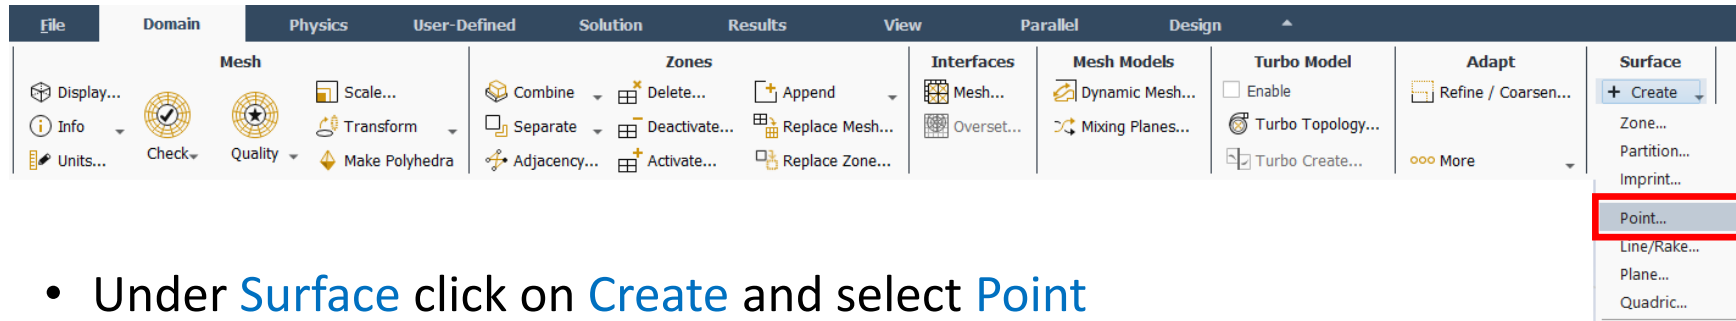 File Domain Physics User-Defined Solution Results View Parallel Design
Mesh Zones Interfaces Mesh Models Turbo Model Adapt Surface
Display... Scale... Combine Delete... Append Mesh... Dynamic Mesh... Enable Refine / Coarsen... + Create
Info Transform Separate Deactivate... Replace Mesh... Overset... Mixing Planes... Turbo Topology... Zone...
Units... Check Quality Make Polyhedra Adjacency... Activate... Replace Zone... Turbo Create... More Partition...
Imprint...
Point...
Line/Rake...
Plane...
Quadric...
• Under Surface click on Create and select Point